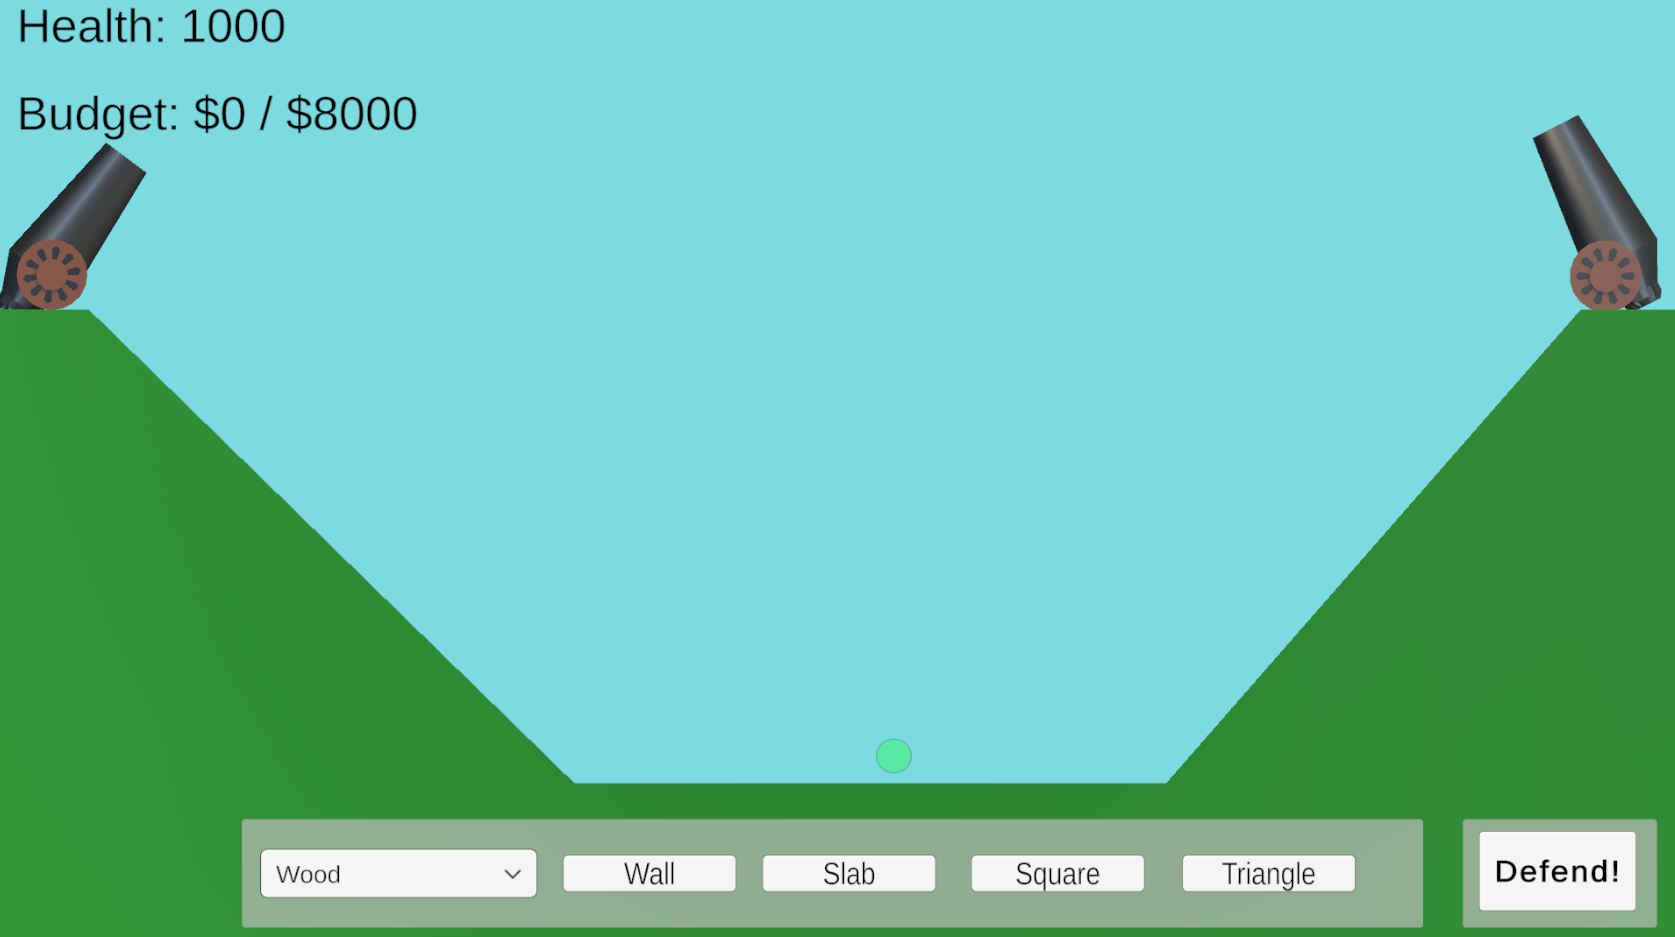 Health: 1000
Budget: $0 / $8000
Wood
Wall
Slab
Square
Triangle
Defend!